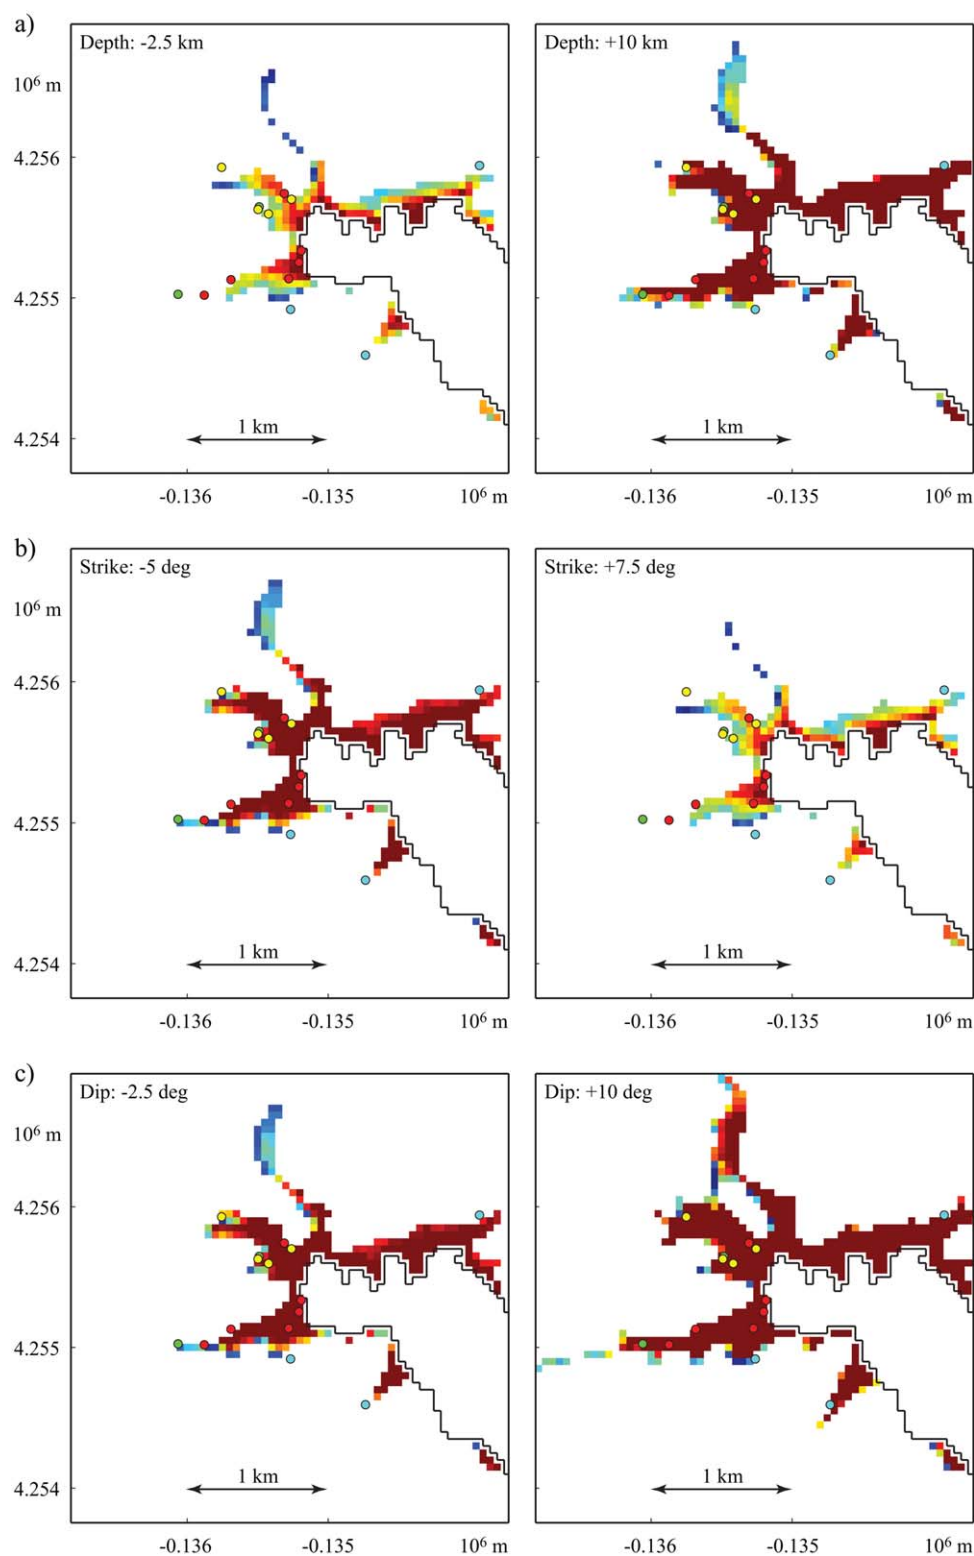 a)
Depth: -2.5 km
Depth: +10 km
10⁶ m
4.256
4.255
4.254
1 km
1 km
-0.136
-0.135
10⁶ m
-0.136
-0.135
10⁶ m
b)
Strike: -5 deg
Strike: +7.5 deg
10⁶ m
4.256
4.255
4.254
1 km
1 km
-0.136
-0.135
10⁶ m
-0.136
-0.135
10⁶ m
c)
Dip: -2.5 deg
Dip: +10 deg
10⁶ m
4.256
4.255
4.254
1 km
1 km
-0.136
-0.135
10⁶ m
-0.136
-0.135
10⁶ m